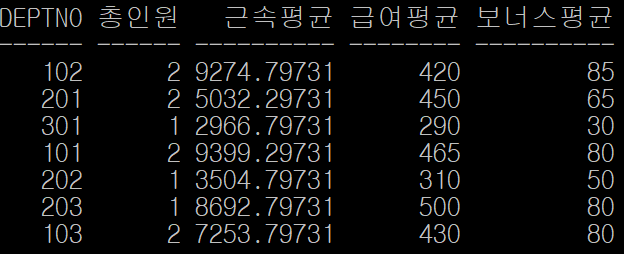 DEPTNO 총인원 근속평균 급여평균 보너스평균
------ ------ ---------- -------- ----------
102 2 9274.79731 420 85
201 2 5032.29731 450 65
301 1 2966.79731 290 30
101 2 9399.29731 465 80
202 1 3504.79731 310 50
203 1 8692.79731 500 80
103 2 7253.79731 430 80